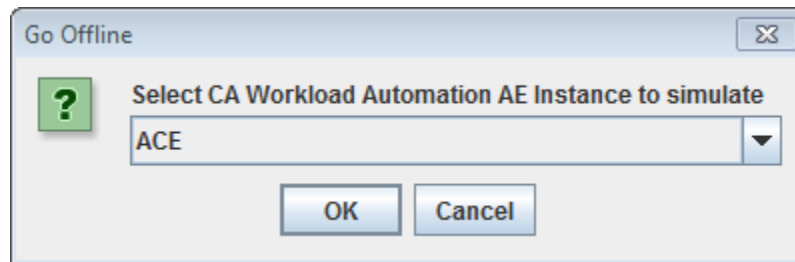 Go Offline
?
Select CA Workload Automation AE Instance to simulate
ACE
OK Cancel